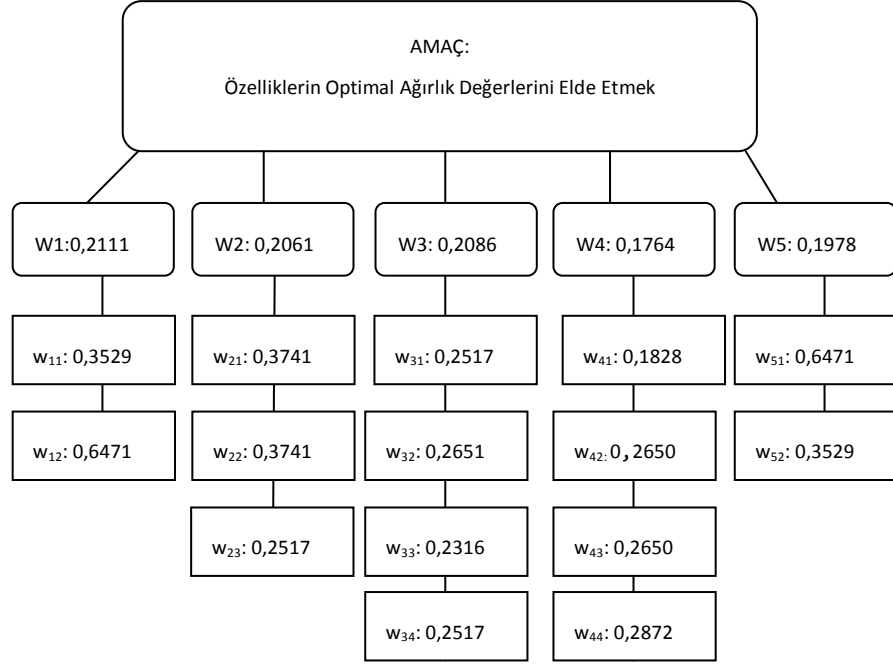 AMAÇ:
Özelliklerin Optimal Ağırlık Değerlerini Elde Etmek
W1:0,2111
W2: 0,2061
W3: 0,2086
W4: 0,1764
W5: 0,1978
w₁₁: 0,3529
w₂₁: 0,3741
w₃₁: 0,2517
w₄₁: 0,1828
w₅₁: 0,6471
w₁₂: 0,6471
w₂₂: 0,3741
w₃₂: 0,2651
w₄₂: 0,2650
w₅₂: 0,3529
w₂₃: 0,2517
w₃₃: 0,2316
w₄₃: 0,2650
w₃₄: 0,2517
w₄₄: 0,2872